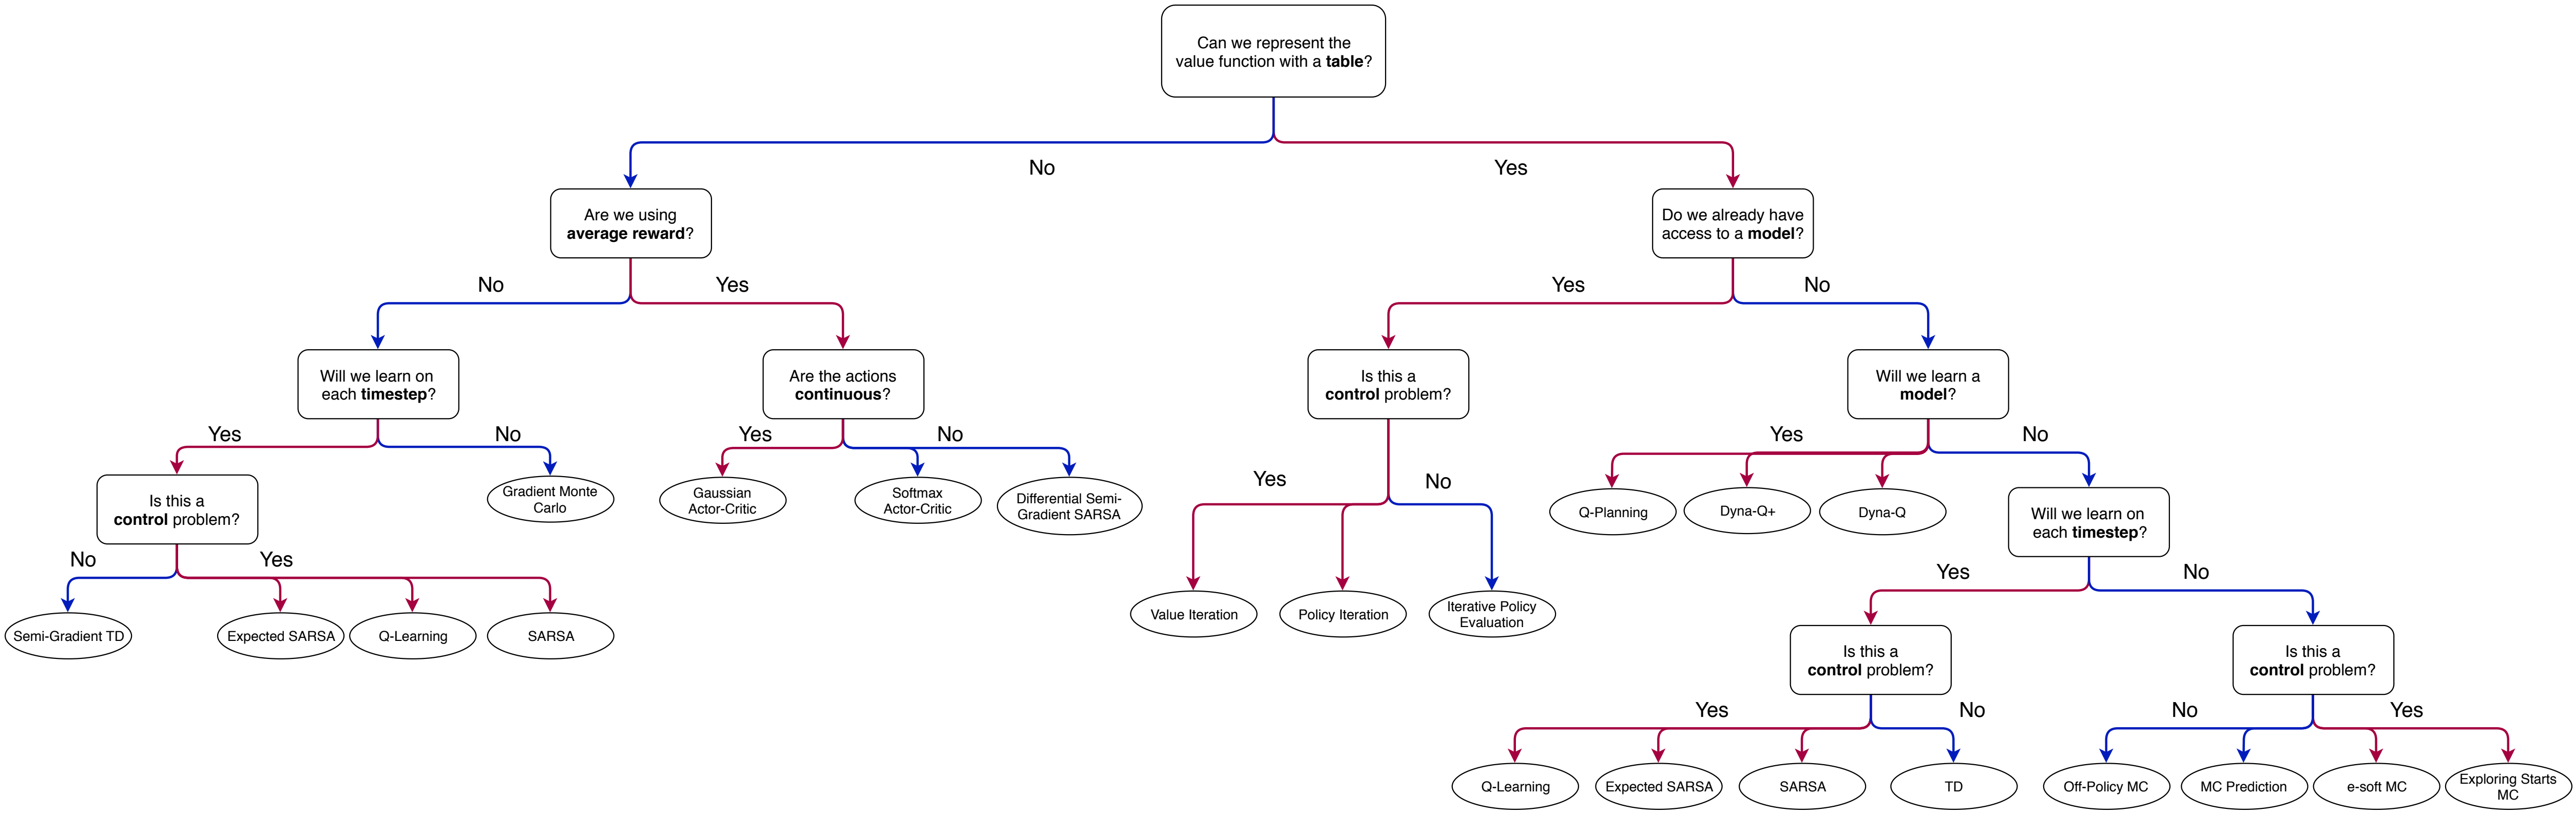 Can we represent the
value function with a table?
No
Yes
Are we using
average reward?
Do we already have
access to a model?
No
Yes
Yes
No
Will we learn on
each timestep?
Are the actions
continuous?
Is this a
control problem?
Will we learn a
model?
Yes
No
Yes
No
Yes
No
Yes
No
Is this a
control problem?
Gradient Monte
Carlo
Gaussian
Actor-Critic
Softmax
Actor-Critic
Differential Semi-
Gradient SARSA
Q-Planning
Dyna-Q+
Dyna-Q
Will we learn on
each timestep?
No
Yes
Yes
No
Semi-Gradient TD
Expected SARSA
Q-Learning
SARSA
Value Iteration
Policy Iteration
Iterative Policy
Evaluation
Is this a
control problem?
Is this a
control problem?
Yes
No
No
Yes
Q-Learning
Expected SARSA
SARSA
TD
Off-Policy MC
MC Prediction
e-soft MC
Exploring Starts
MC